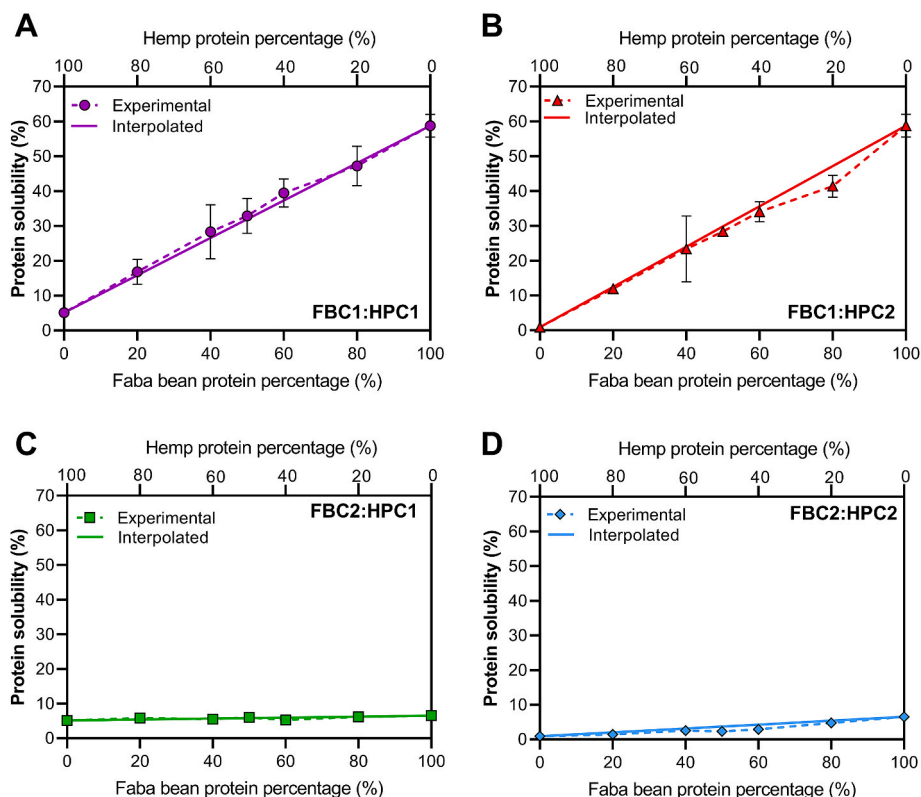 A
Hemp protein percentage (%)
100 80 60 40 20 0
70
60
50
40
30
20
10
0
Protein solubility (%)
Experimental
Interpolated
FBC1:HPC1
0 20 40 60 80 100
Faba bean protein percentage (%)
B
Hemp protein percentage (%)
100 80 60 40 20 0
70
60
50
40
30
20
10
0
Protein solubility (%)
Experimental
Interpolated
FBC1:HPC2
0 20 40 60 80 100
Faba bean protein percentage (%)
C
Hemp protein percentage (%)
100 80 60 40 20 0
70
60
50
40
30
20
10
0
Protein solubility (%)
FBC2:HPC1
Experimental
Interpolated
0 20 40 60 80 100
Faba bean protein percentage (%)
D
Hemp protein percentage (%)
100 80 60 40 20 0
70
60
50
40
30
20
10
0
Protein solubility (%)
FBC2:HPC2
Experimental
Interpolated
0 20 40 60 80 100
Faba bean protein percentage (%)